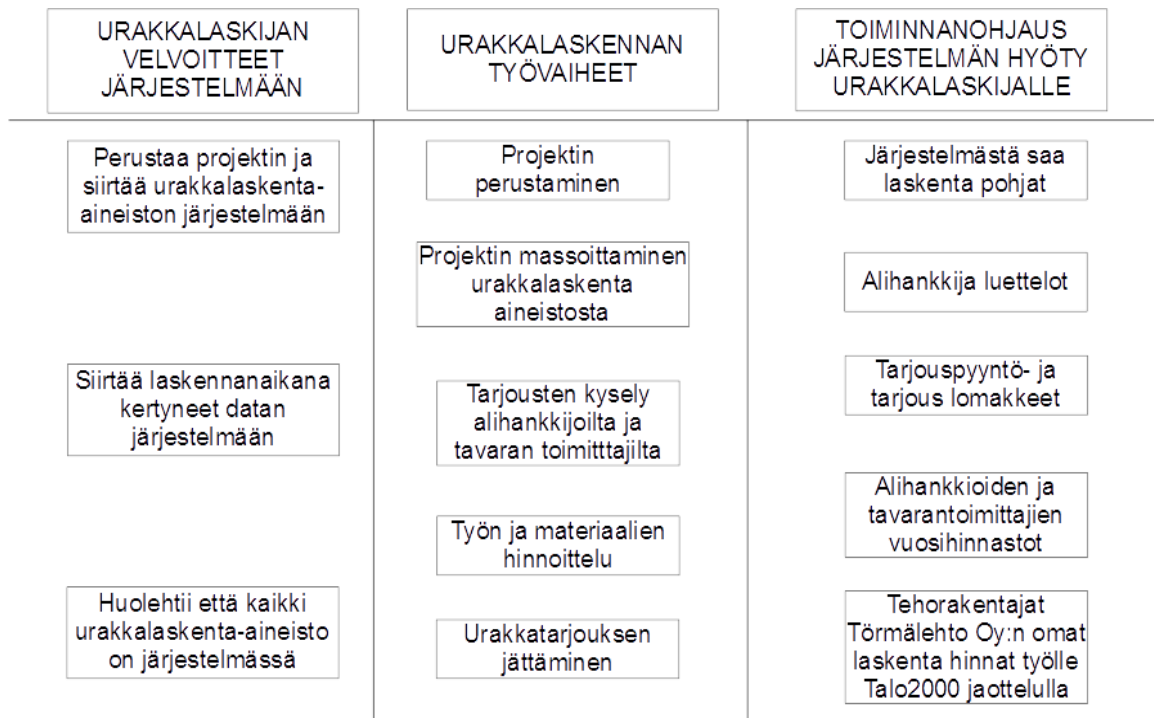 URAKKALASKIJAN
VELVOITTEET
JÄRJESTELMÄÄN
Perustaa projektin ja
siirtää urakkalaskenta-
aineiston järjestelmään
Siirtää laskennanaikana
kertyneet datan
järjestelmään
Huolehtii että kaikki
urakkalaskenta-aineisto
on järjestelmässä
URAKKALASKENNAN
TYÖVAIHEET
Projektin
perustaminen
Projektin massoittaminen
urakkalaskenta
aineistosta
Tarjousten kysely
alihankkijoilta ja
tavaran toimitttajilta
Työn ja materiaalien
hinnoittelu
Urakkatarjouksen
jättäminen
TOIMINNANOHJAUS
JÄRJESTELMÄN HYÖTY
URAKKALASKIJALLE
Järjestelmästä saa
laskenta pohjat
Alihankkija luettelot
Tarjouspyyntö- ja
tarjous lomakkeet
Alihankkioiden ja
tavarantoimittajien
vuosihinnastot
Tehorakentajat
Törmälehto Oy:n omat
laskenta hinnat työlle
Talo2000 jaottelulla